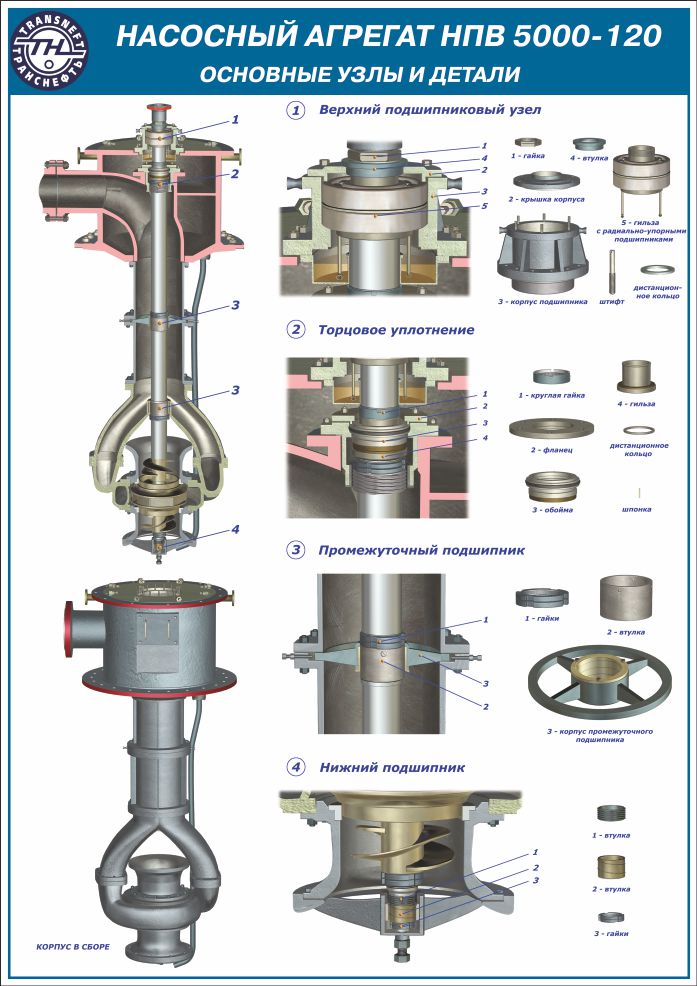 TRANSNEFT
ТРАНСНЕФТЬ
НАСОСНЫЙ АГРЕГАТ НПВ 5000-120
ОСНОВНЫЕ УЗЛЫ И ДЕТАЛИ
1
2
3
3
4
КОРПУС В СБОРЕ
1 Верхний подшипниковый узел
1
4
2
3
5
1 - гайка
4 - втулка
2 - крышка корпуса
5 - гильза
с радиально-упорными
подшипниками
3 - корпус подшипника
штифт
дистанцион-
ное кольцо
2 Торцовое уплотнение
1
2
3
4
1 - круглая гайка
4 - гильза
2 - фланец
дистанционное
кольцо
3 - обойма
шпонка
3 Промежуточный подшипник
1
3
2
1 - гайки
2 - втулка
3 - корпус промежуточного
подшипника
4 Нижний подшипник
1
2
3
1 - втулка
2 - втулка
3 - гайки